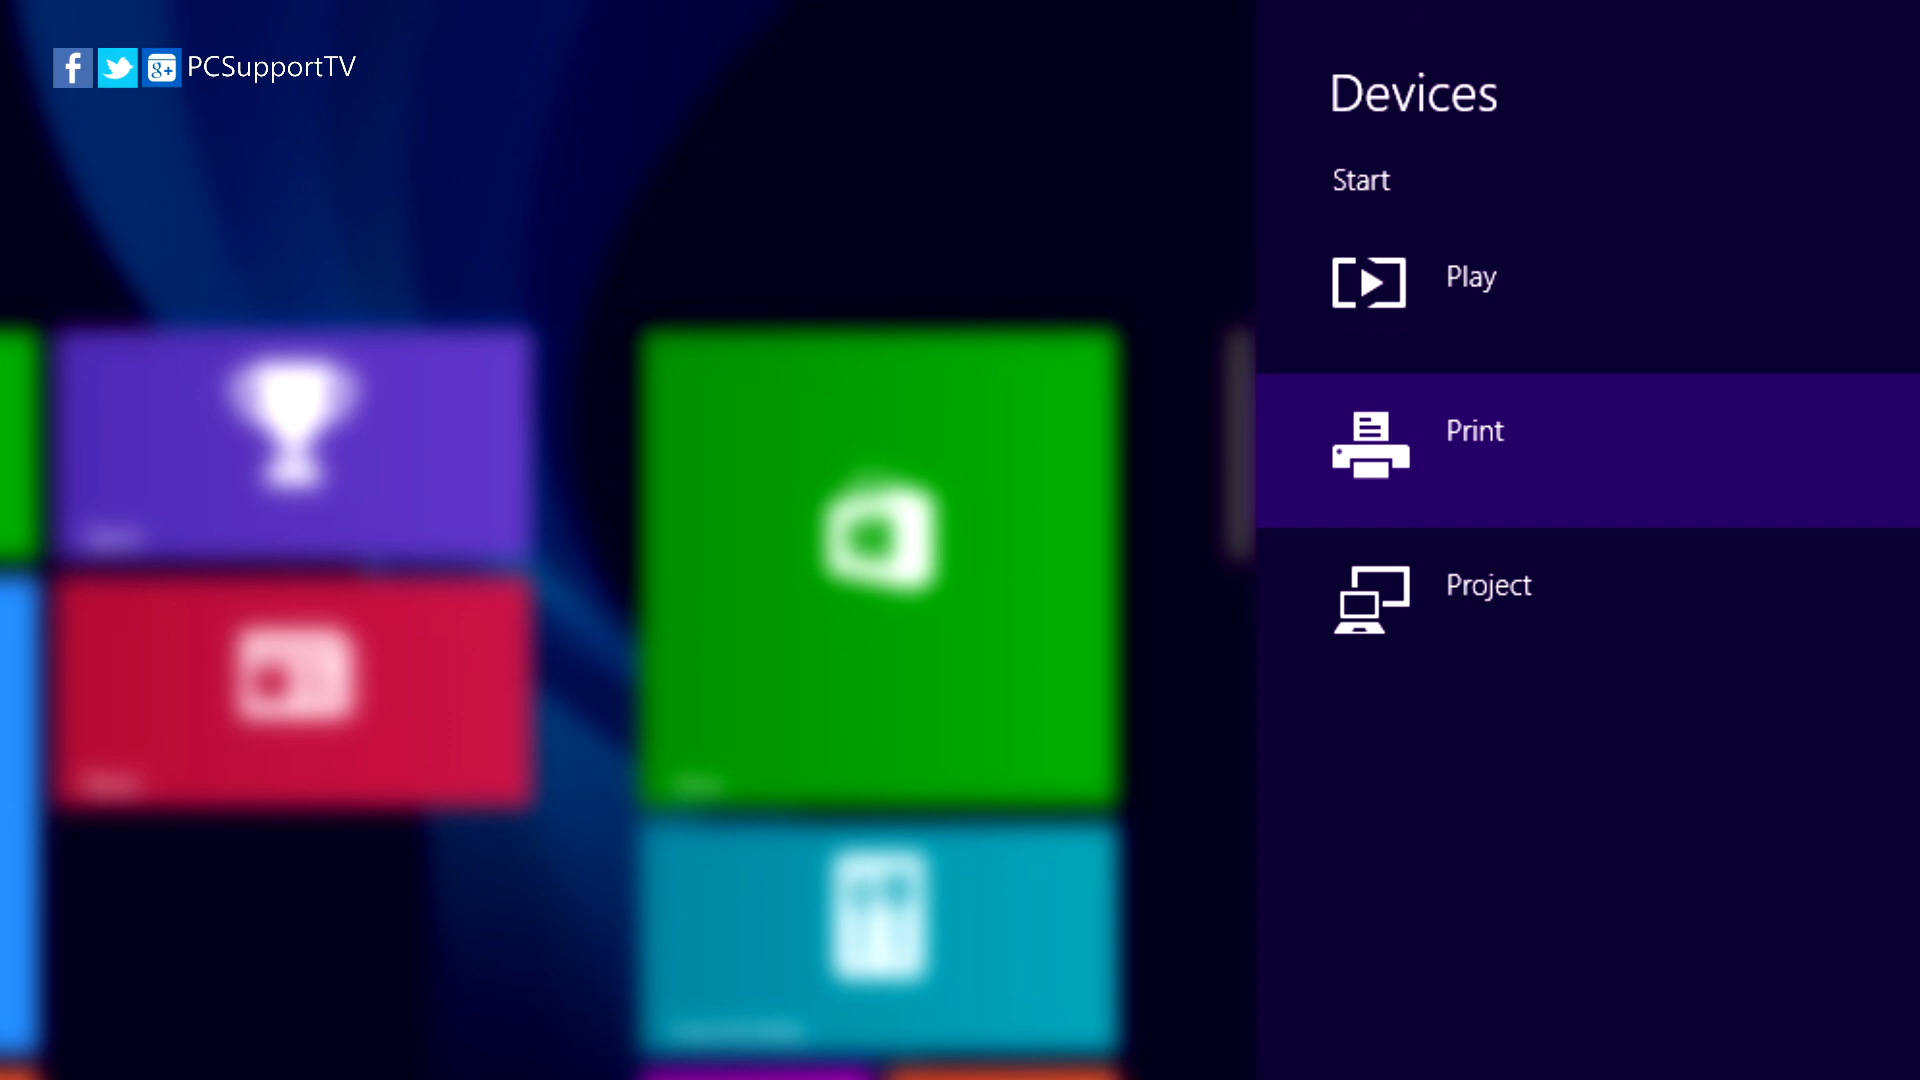 PCSupportTV
Devices
Start
Play
Print
Project